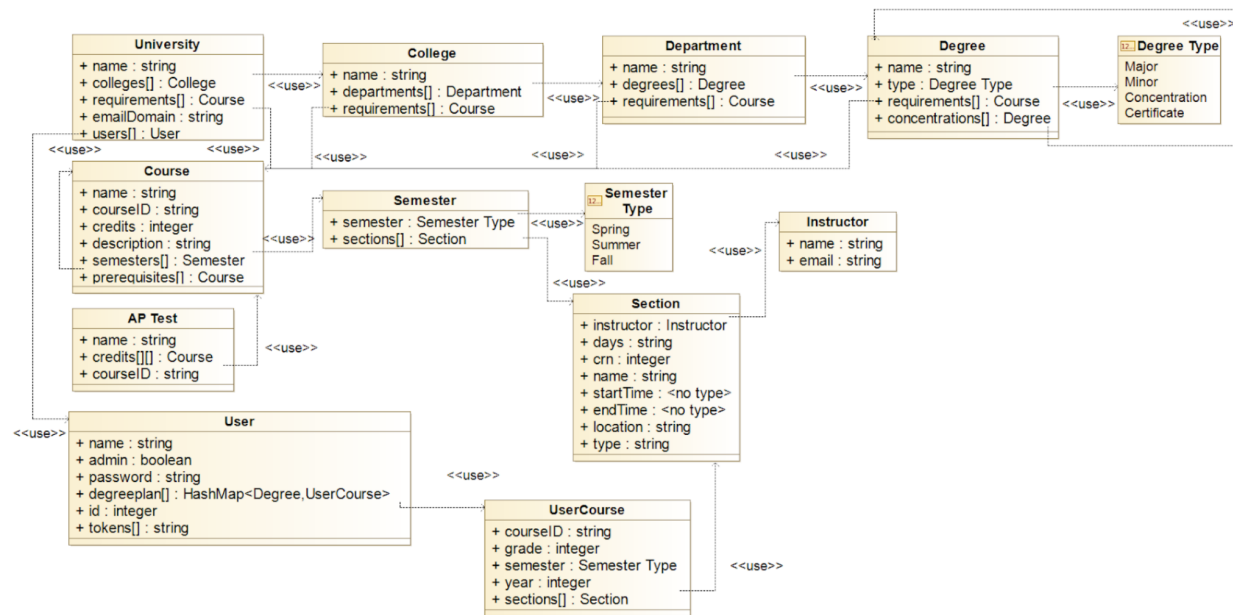 University
+ name : string
+ colleges[] : College
+ requirements[] : Course
+ emailDomain : string
+ users[] : User
<<use>>
College
+ name : string
+ departments[] : Department
+ requirements[] : Course
<<use>>
Department
+ name : string
+ degrees[] : Degree
+ requirements[] : Course
<<use>>
Degree
+ name : string
+ type : Degree Type
+ requirements[] : Course
+ concentrations[] : Degree
<<use>>
<<use>>
Degree Type
Major
Minor
Concentration
Certificate
<<use>>
<<use>>
<<use>>
<<use>>
<<use>>
Course
+ name : string
+ courseID : string
+ credits : integer
+ description : string
+ semesters[] : Semester
+ prerequisites[] : Course
<<use>>
Semester
+ semester : Semester Type
+ sections[] : Section
<<use>>
Semester
Type
Spring
Summer
Fall
<<use>>
Instructor
+ name : string
+ email : string
<<use>>
AP Test
+ name : string
+ credits[][] : Course
+ courseID : string
<<use>>
Section
+ instructor : Instructor
+ days : string
+ crn : integer
+ name : string
+ startTime : <no type>
+ endTime : <no type>
+ location : string
+ type : string
<<use>>
User
+ name : string
+ admin : boolean
+ password : string
+ degreeplan[] : HashMap<Degree,UserCourse>
+ id : integer
+ tokens[] : string
<<use>>
UserCourse
+ courseID : string
+ grade : integer
+ semester : Semester Type
+ year : integer
+ sections[] : Section
<<use>>